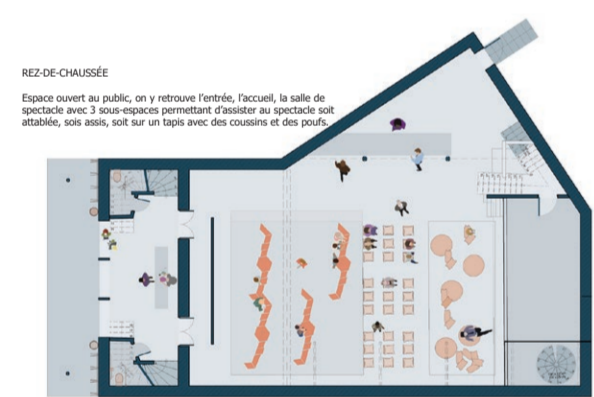 REZ-DE-CHAUSSÉE
Espace ouvert au public, on y retrouve l'entrée, l'accueil, la salle de
spectacle avec 3 sous-espaces permettant d'assister au spectacle soit
attablée, sois assis, soit sur un tapis avec des coussins et des poufs.